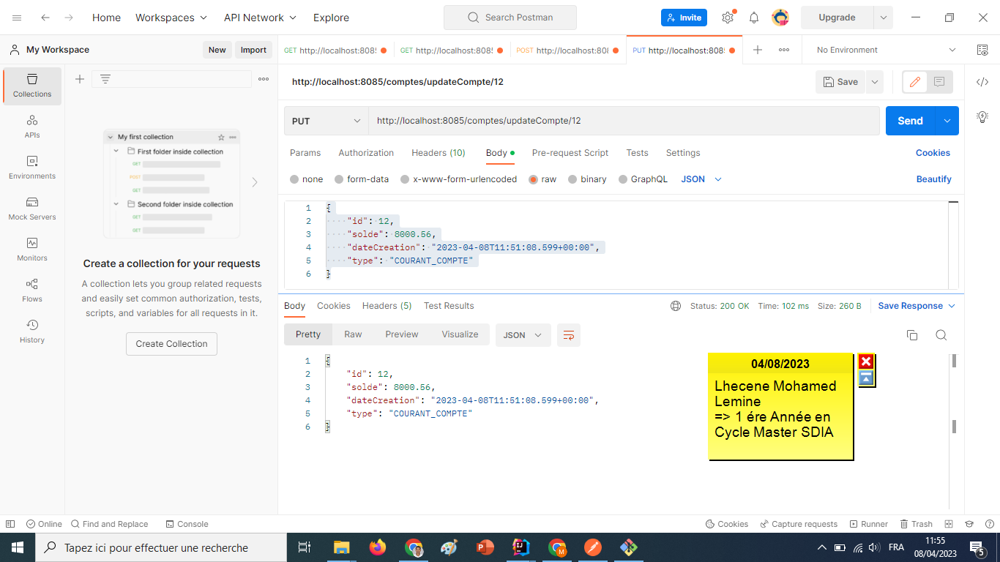 Home
Workspaces
API Network
Explore
Search Postman
Invite
Upgrade
My Workspace
New
Import
GET http://localhost:808
GET http://localhost:808
POST http://localhost:808
PUT http://localhost:808
No Environment
Collections
APIs
Environments
Mock Servers
Monitors
Flows
History
My first collection
First folder inside collection
GET
POST
GET
Second folder inside collection
GET
GET
Create a collection for your requests
A collection lets you group related requests
and easily set common authorization, tests,
scripts, and variables for all requests in it.
Create Collection
http://localhost:8085/comptes/updateCompte/12
Save
PUT
http://localhost:8085/comptes/updateCompte/12
Send
Params
Authorization
Headers (10)
Body
Pre-request Script
Tests
Settings
Cookies
none
form-data
x-www-form-urlencoded
raw
binary
GraphQL
JSON
Beautify
1 {
2 "id": 12,
3 "solde": 8000.56,
4 "dateCreation": "2023-04-08T11:51:08.599+00:00",
5 "type": "COURANT_COMPTE"
6 }
Body
Cookies
Headers (5)
Test Results
Status: 200 OK
Time: 102 ms
Size: 260 B
Save Response
Pretty
Raw
Preview
Visualize
JSON
1 {
2 "id": 12,
3 "solde": 8000.56,
4 "dateCreation": "2023-04-08T11:51:08.599+00:00",
5 "type": "COURANT_COMPTE"
6 }
04/08/2023
Lhecene Mohamed
Lemine
=> 1 ére Année en
Cycle Master SDIA
Online
Find and Replace
Console
Cookies
Capture requests
Runner
Trash
Tapez ici pour effectuer une recherche
FRA
11:55
08/04/2023
5